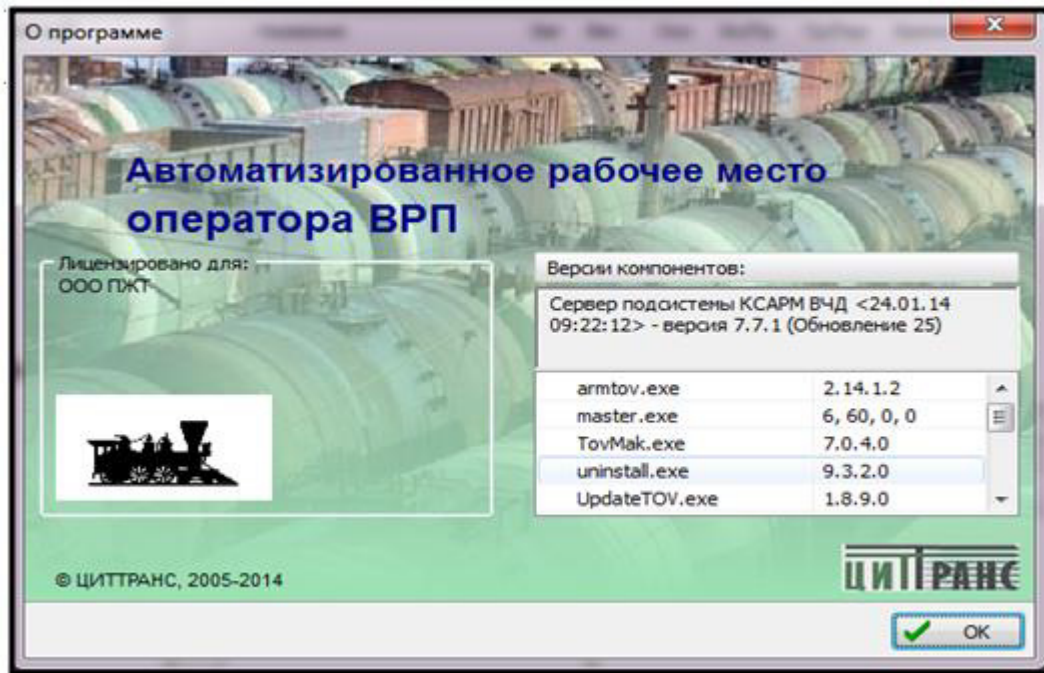 О программе
Автоматизированное рабочее место
оператора ВРП
Лицензировано для:
ООО ПЖТ
Версии компонентов:
Сервер подсистемы КСАРМ ВЧД <24.01.14
09:22:12> - версия 7.7.1 (Обновление 25)
armtov.exe 2.14.1.2
master.exe 6, 60, 0, 0
TovMak.exe 7.0.4.0
uninstall.exe 9.3.2.0
UpdateTOV.exe 1.8.9.0
© ЦИТТРАНС, 2005-2014
ЦИТТРАНС
ОК